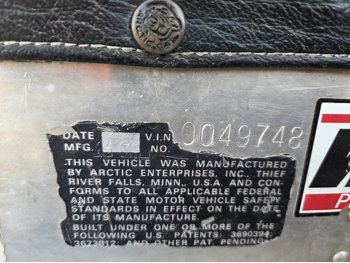 DATE V.I.N. 0049748
MFG. NO.
THIS VEHICLE WAS MANUFACTURED
BY ARCTIC ENTERPRISES, INC., THIEF
RIVER FALLS, MINN., U.S.A. AND CON-
FORMS TO ALL APPLICABLE FEDERAL
AND STATE MOTOR VEHICLE SAFETY
STANDARDS IN EFFECT ON THE DATE
OF ITS MANUFACTURE.
BUILT UNDER ONE OR MORE OF THE
FOLLOWING U.S. PATENTS: 3690394,
3673812, AND OTHER PAT. PENDING